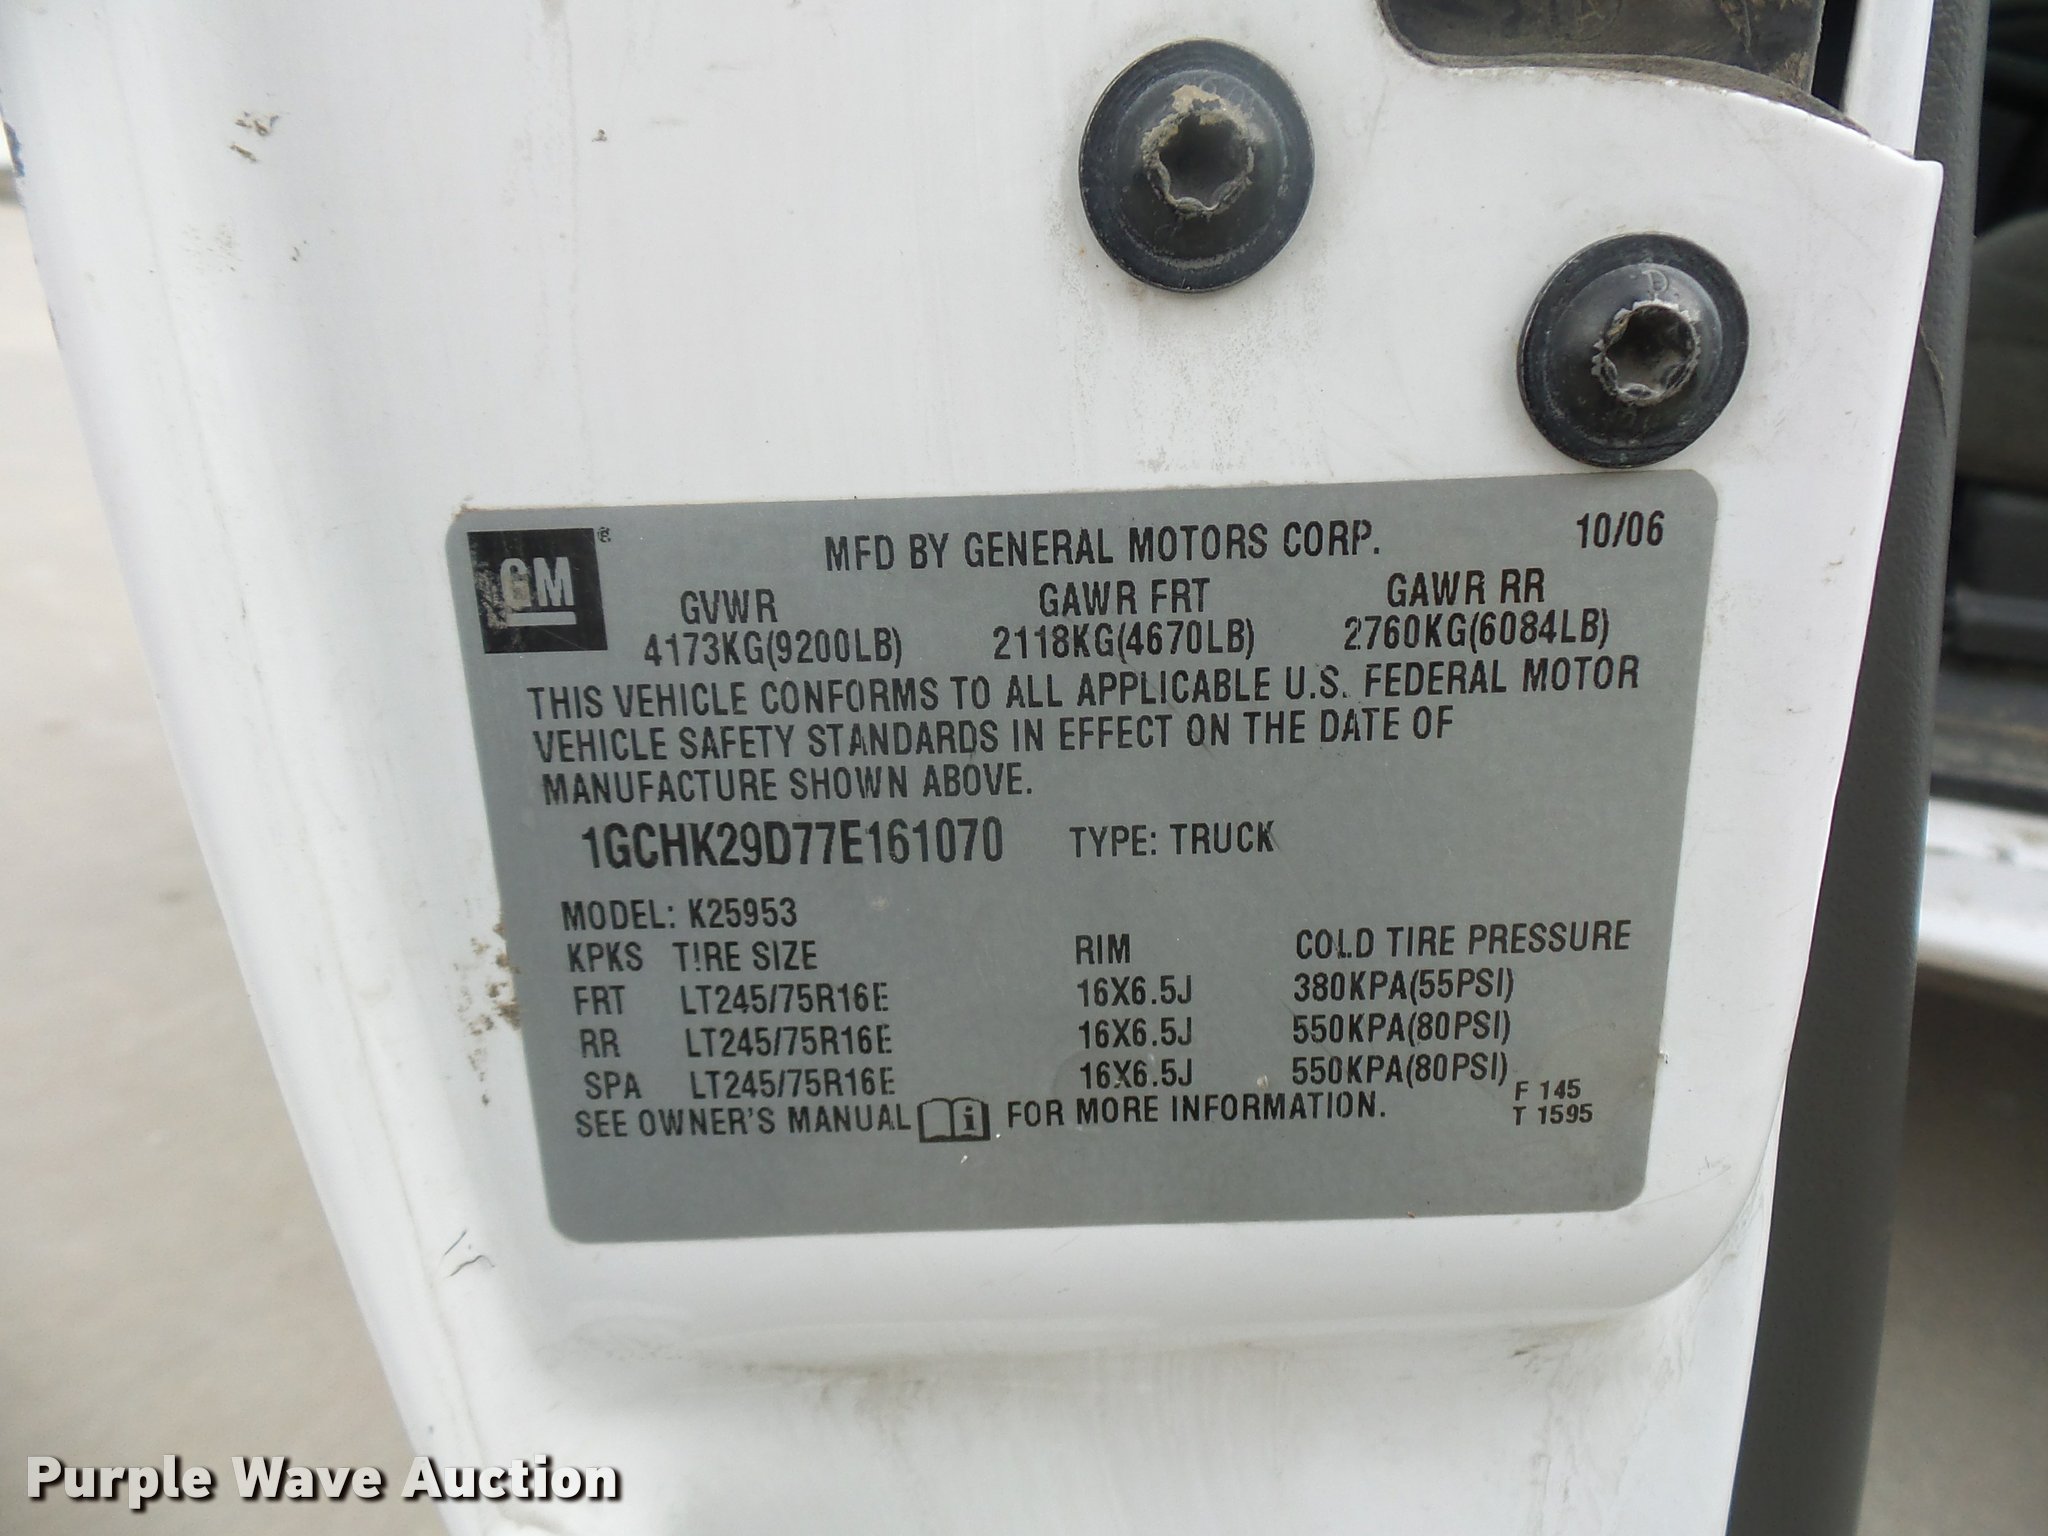 GM ®
MFD BY GENERAL MOTORS CORP. 10/06
GVWR GAWR FRT GAWR RR
4173KG(9200LB) 2118KG(4670LB) 2760KG(6084LB)
THIS VEHICLE CONFORMS TO ALL APPLICABLE U.S. FEDERAL MOTOR
VEHICLE SAFETY STANDARDS IN EFFECT ON THE DATE OF
MANUFACTURE SHOWN ABOVE.
1GCHK29D77E161070 TYPE: TRUCK
MODEL: K25953
KPKS TIRE SIZE RIM COLD TIRE PRESSURE
FRT LT245/75R16E 16X6.5J 380KPA(55PSI)
RR LT245/75R16E 16X6.5J 550KPA(80PSI)
SPA LT245/75R16E 16X6.5J 550KPA(80PSI)
SEE OWNER'S MANUAL i FOR MORE INFORMATION. F 145
T 1595
Purple Wave Auction